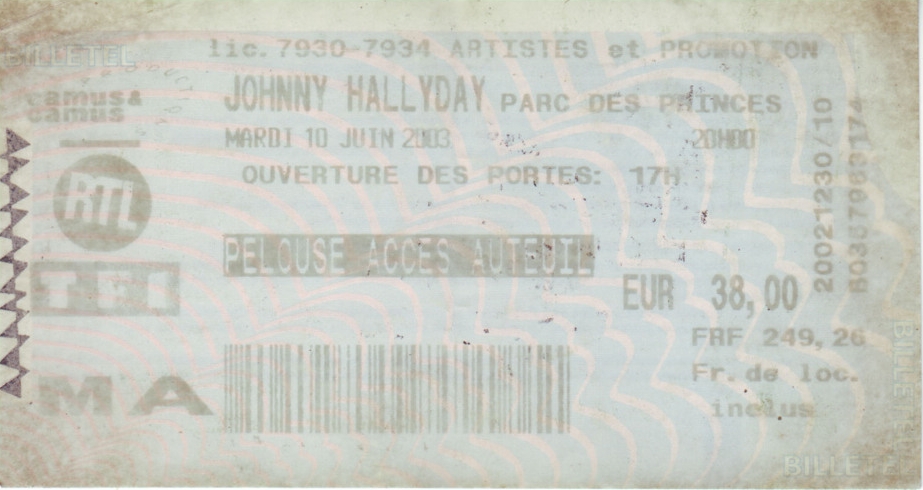 BILLETEL
lic. 7930-7934 ARTISTES et PROMOTION
camus&
camus
JOHNNY HALLYDAY PARC DES PRINCES
MARDI 10 JUIN 2003 20H00
OUVERTURE DES PORTES: 17H
RTL
PELOUSE ACCES AUTEUIL
TF1
EUR 38,00
FRF 249,26
Fr. de loc.
inclus
MA
20021230/10
BILLETEL
BILLETEL